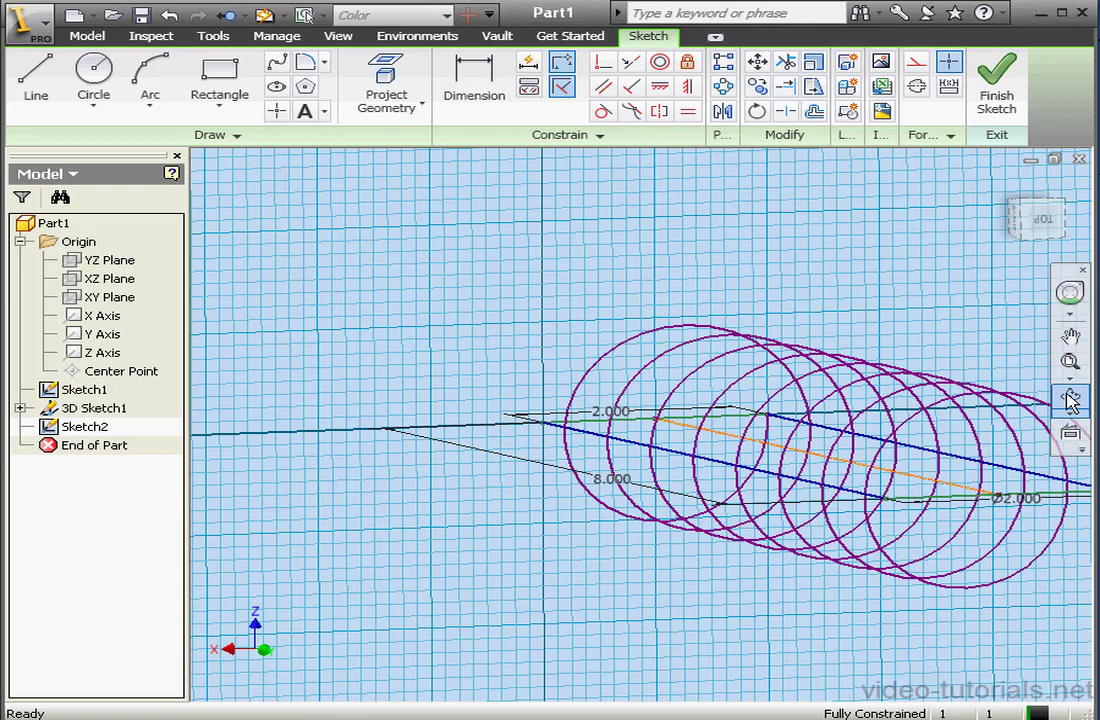 PRO
Color
Part1
Type a keyword or phrase
Model Inspect Tools Manage View Environments Vault Get Started Sketch
Line
Circle
Arc
Rectangle
Project
Geometry
Dimension
Finish
Sketch
Draw
Constrain
P...
Modify
L...
I...
For...
Exit
Model
Part1
Origin
YZ Plane
XZ Plane
XY Plane
X Axis
Y Axis
Z Axis
Center Point
Sketch1
3D Sketch1
Sketch2
End of Part
TOP
2.000
8.000
Z
X
video-tutorials.net
Ready
Fully Constrained 1 1